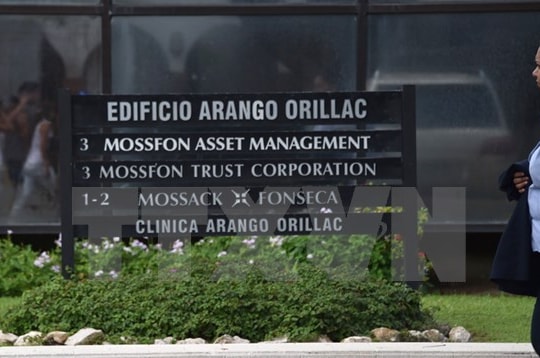 EDIFICIO ARANGO ORILLAC
3 MOSSFON ASSET MANAGEMENT
3 MOSSFON TRUST CORPORATION
1-2 MOSSACK FONSECA
CLINICA ARANGO ORILLAC